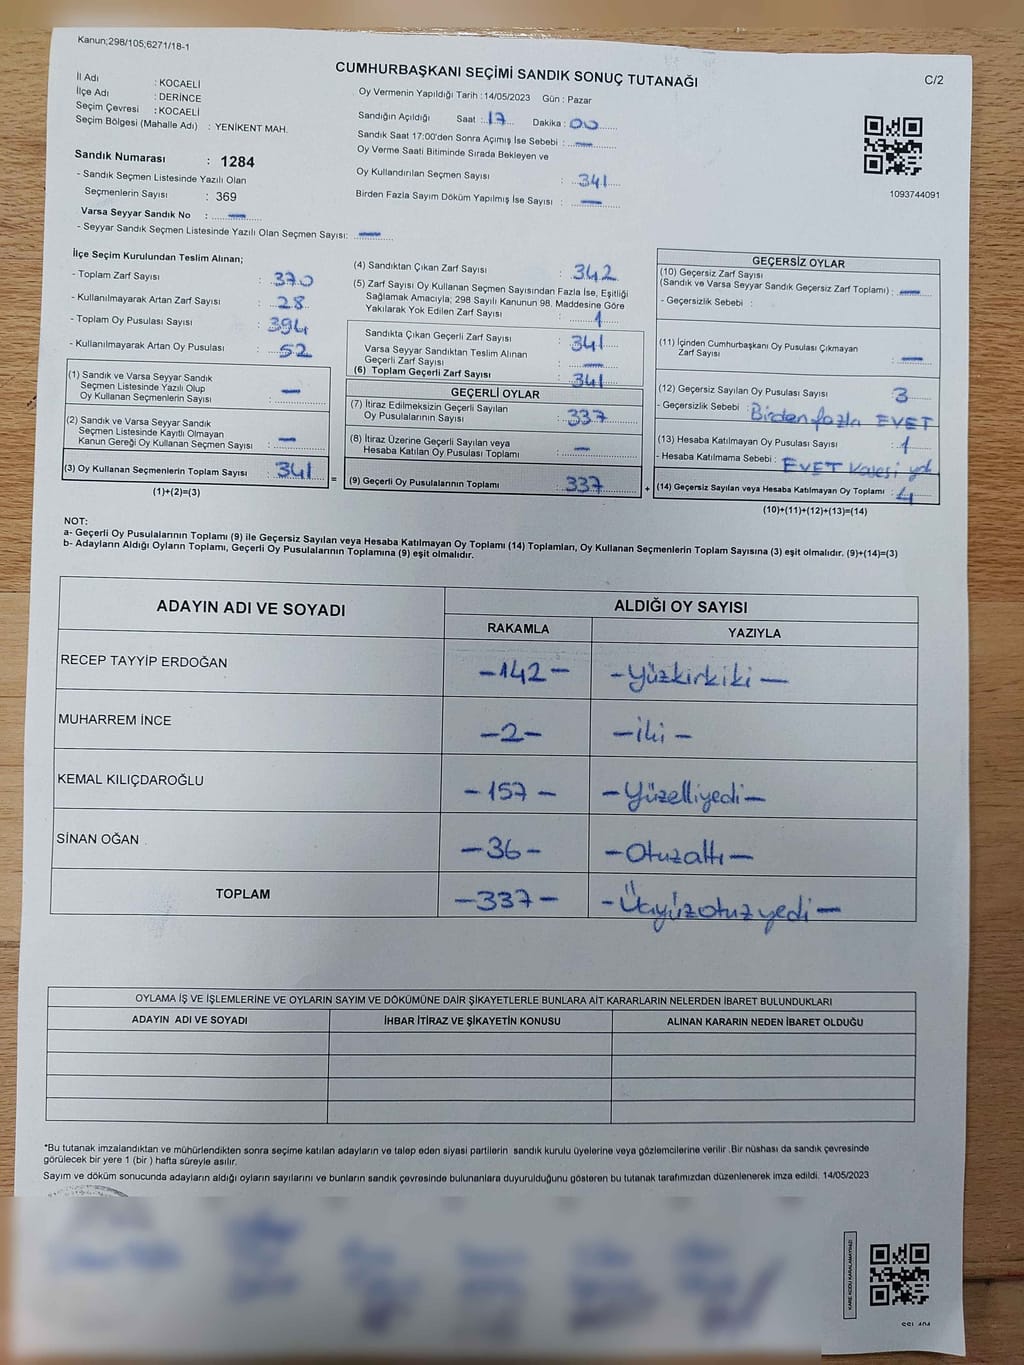 Kanun;298/105;6271/18-1
C/2
CUMHURBAŞKANI SEÇİMİ SANDIK SONUÇ TUTANAĞI
İl Adı : KOCAELİ
İlçe Adı : DERİNCE
Seçim Çevresi : KOCAELİ
Seçim Bölgesi (Mahalle Adı) : YENİKENT MAH.
Sandık Numarası : 1284
- Sandık Seçmen Listesinde Yazılı Olan
Seçmenlerin Sayısı : 369
Varsa Seyyar Sandık No : —
- Seyyar Sandık Seçmen Listesinde Yazılı Olan Seçmen Sayısı: —
Oy Vermenin Yapıldığı Tarih :14/05/2023 Gün : Pazar
Sandığın Açıldığı Saat : 17 Dakika : 00
Sandık Saat 17:00'den Sonra Açımış İse Sebebi : —
Oy Verme Saati Bitiminde Sırada Bekleyen ve
Oy Kullandırılan Seçmen Sayısı : 341
Birden Fazla Sayım Döküm Yapılmış İse Sayısı : —
1093744091
İlçe Seçim Kurulundan Teslim Alınan;
- Toplam Zarf Sayısı : 370
- Kullanılmayarak Artan Zarf Sayısı : 28
- Toplam Oy Pusulası Sayısı : 394
- Kullanılmayarak Artan Oy Pusulası : 52
(1) Sandık ve Varsa Seyyar Sandık
Seçmen Listesinde Yazılı Olup
Oy Kullanan Seçmenlerin Sayısı : —
(2) Sandık ve Varsa Seyyar Sandık
Seçmen Listesinde Kayıtlı Olmayan
Kanun Gereği Oy Kullanan Seçmen Sayısı : —
(3) Oy Kullanan Seçmenlerin Toplam Sayısı : 341
(1)+(2)=(3)
=
(4) Sandıktan Çıkan Zarf Sayısı : 342
(5) Zarf Sayısı Oy Kullanan Seçmen Sayısından Fazla İse, Eşitliği
Sağlamak Amacıyla; 298 Sayılı Kanunun 98. Maddesine Göre
Yakılarak Yok Edilen Zarf Sayısı : 1
Sandıkta Çıkan Geçerli Zarf Sayısı : 341
Varsa Seyyar Sandıktan Teslim Alınan
Geçerli Zarf Sayısı : —
(6) Toplam Geçerli Zarf Sayısı : 341
GEÇERLİ OYLAR
(7) İtiraz Edilmeksizin Geçerli Sayılan
Oy Pusulalarının Sayısı : 337
(8) İtiraz Üzerine Geçerli Sayılan veya
Hesaba Katılan Oy Pusulası Toplamı : —
(9) Geçerli Oy Pusulalarının Toplamı : 337
+
GEÇERSİZ OYLAR
(10) Geçersiz Zarf Sayısı
(Sandık ve Varsa Seyyar Sandık Geçersiz Zarf Toplamı) : —
- Geçersizlik Sebebi :
(11) İçinden Cumhurbaşkanı Oy Pusulası Çıkmayan
Zarf Sayısı : —
(12) Geçersiz Sayılan Oy Pusulası Sayısı : 3
- Geçersizlik Sebebi : Birden fazla EVET
(13) Hesaba Katılmayan Oy Pusulası Sayısı : 1
- Hesaba Katılmama Sebebi : EVET Kasesi yok
(14) Geçersiz Sayılan veya Hesaba Katılmayan Oy Toplamı : 4
(10)+(11)+(12)+(13)=(14)
NOT:
a- Geçerli Oy Pusulalarının Toplamı (9) ile Geçersiz Sayılan veya Hesaba Katılmayan Oy Toplamı (14) Toplamları, Oy Kullanan Seçmenlerin Toplam Sayısına (3) eşit olmalıdır. (9)+(14)=(3)
b- Adayların Aldığı Oyların Toplamı, Geçerli Oy Pusulalarının Toplamına (9) eşit olmalıdır.
ADAYIN ADI VE SOYADI ALDIĞI OY SAYISI
RAKAMLA YAZIYLA
RECEP TAYYİP ERDOĞAN -142- -Yüzkırkiki-
MUHARREM İNCE -2- -İki-
KEMAL KILIÇDAROĞLU -157- -Yüzelliyedi-
SİNAN OĞAN -36- -Otuzaltı-
TOPLAM -337- -Üçyüzotuzyedi-
OYLAMA İŞ VE İŞLEMLERİNE VE OYLARIN SAYIM VE DÖKÜMÜNE DAİR ŞİKAYETLERLE BUNLARA AİT KARARLARIN NELERDEN İBARET BULUNDUKLARI
ADAYIN ADI VE SOYADI İHBAR İTİRAZ VE ŞİKAYETİN KONUSU ALINAN KARARIN NEDEN İBARET OLDUĞU
*Bu tutanak imzalandıktan ve mühürlendikten sonra seçime katılan adayların ve talep eden siyasi partilerin sandık kurulu üyelerine veya gözlemcilerine verilir .Bir nüshası da sandık çevresinde
görülecek bir yere 1 (bir ) hafta süreyle asılır.
Sayım ve döküm sonucunda adayların aldığı oyların sayılarını ve bunların sandık çevresinde bulunanlara duyurulduğunu gösteren bu tutanak tarafımızdan düzenlenerek imza edildi. 14/05/2023
KARE KODU KARALAMAYINIZ!